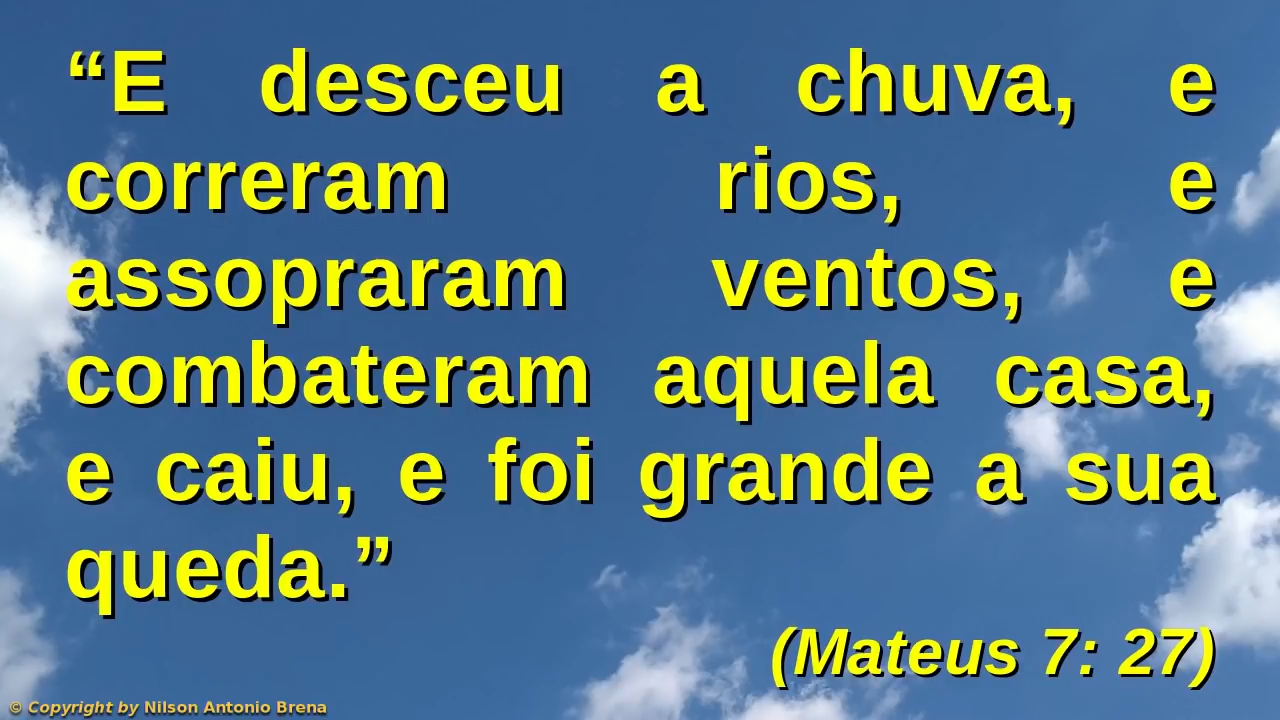 “E desceu a chuva, e
correram rios, e
assopraram ventos, e
combateram aquela casa,
e caiu, e foi grande a sua
queda.”
(Mateus 7: 27)
© Copyright by Nilson Antonio Brena